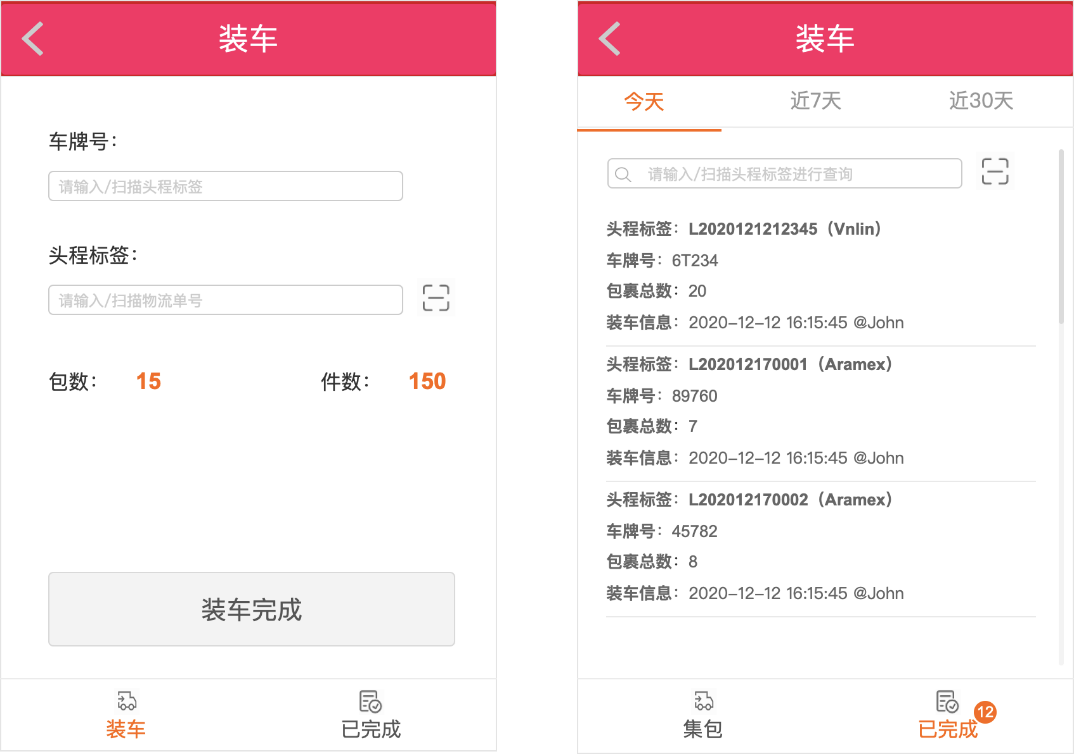 装车
车牌号：
请输入/扫描头程标签
头程标签：
请输入/扫描物流单号
包数： 15 件数： 150
装车完成
装车 已完成
装车
今天 近7天 近30天
请输入/扫描头程标签进行查询
头程标签：L2020121212345（Vnlin）
车牌号：6T234
包裹总数：20
装车信息：2020-12-12 16:15:45 @John
头程标签：L202012170001（Aramex）
车牌号：89760
包裹总数：7
装车信息：2020-12-12 16:15:45 @John
头程标签：L202012170002（Aramex）
车牌号：45782
包裹总数：8
装车信息：2020-12-12 16:15:45 @John
集包 已完成 12